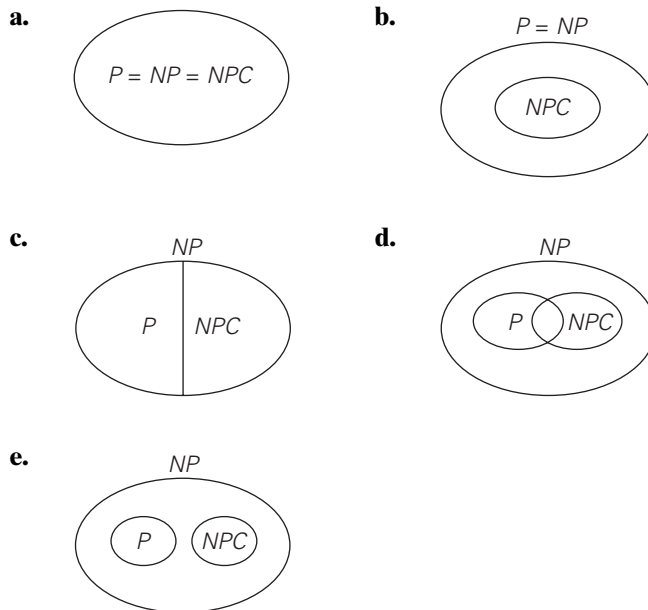 a.
P = NP = NPC
b.
P = NP
NPC
c.
NP
P NPC
d.
NP
P NPC
e.
NP
P NPC